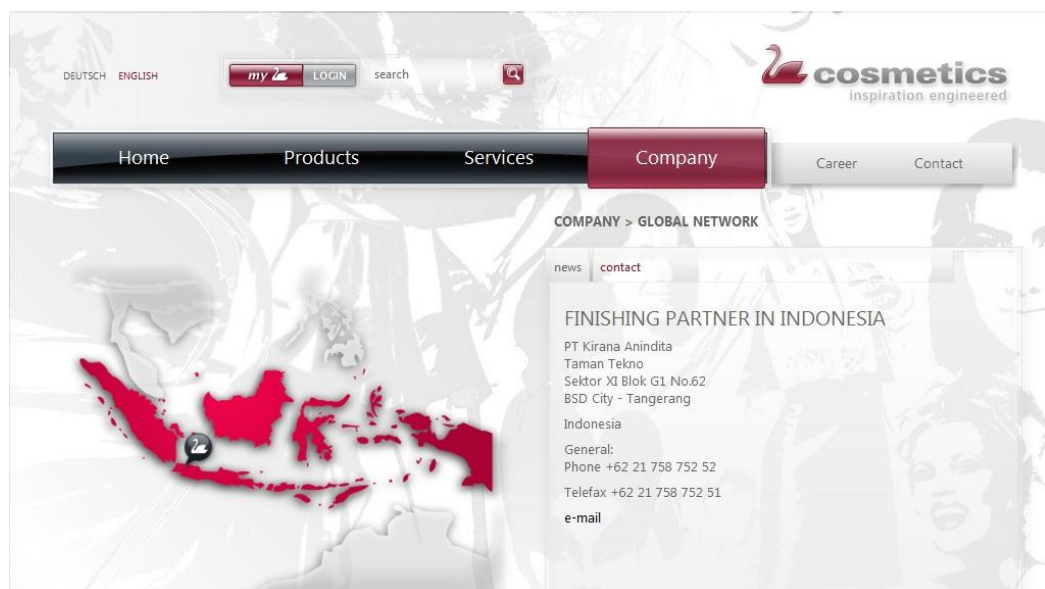 DEUTSCH ENGLISH
my LOGIN
search
cosmetics
inspiration engineered
Home Products Services Company Career Contact
COMPANY > GLOBAL NETWORK
news contact
FINISHING PARTNER IN INDONESIA
PT Kirana Anindita
Taman Tekno
Sektor XI Blok G1 No.62
BSD City - Tangerang
Indonesia
General:
Phone +62 21 758 752 52
Telefax +62 21 758 752 51
e-mail